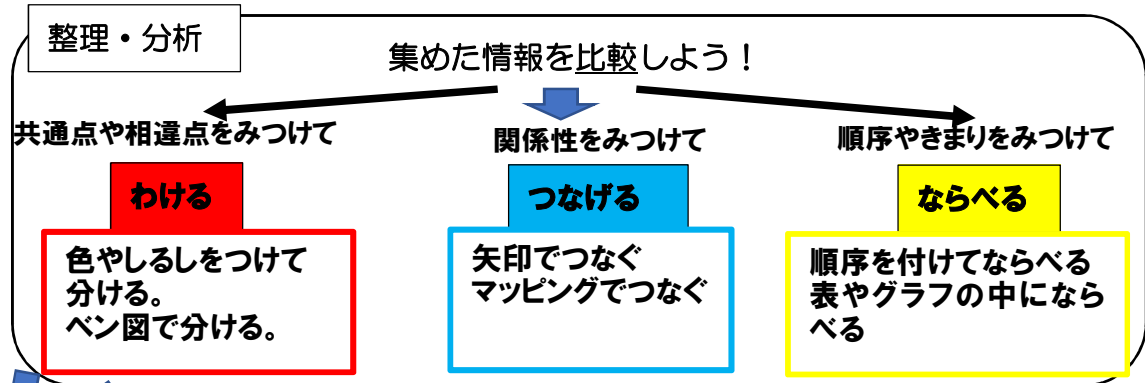 整理・分析
集めた情報を比較しよう！
共通点や相違点をみつけて
関係性をみつけて
順序やきまりをみつけて
わける
つなげる
ならべる
色やしるしをつけて
分ける。
ベン図で分ける。
矢印でつなぐ
マッピングでつなぐ
順序を付けてならべる
表やグラフの中になら
べる